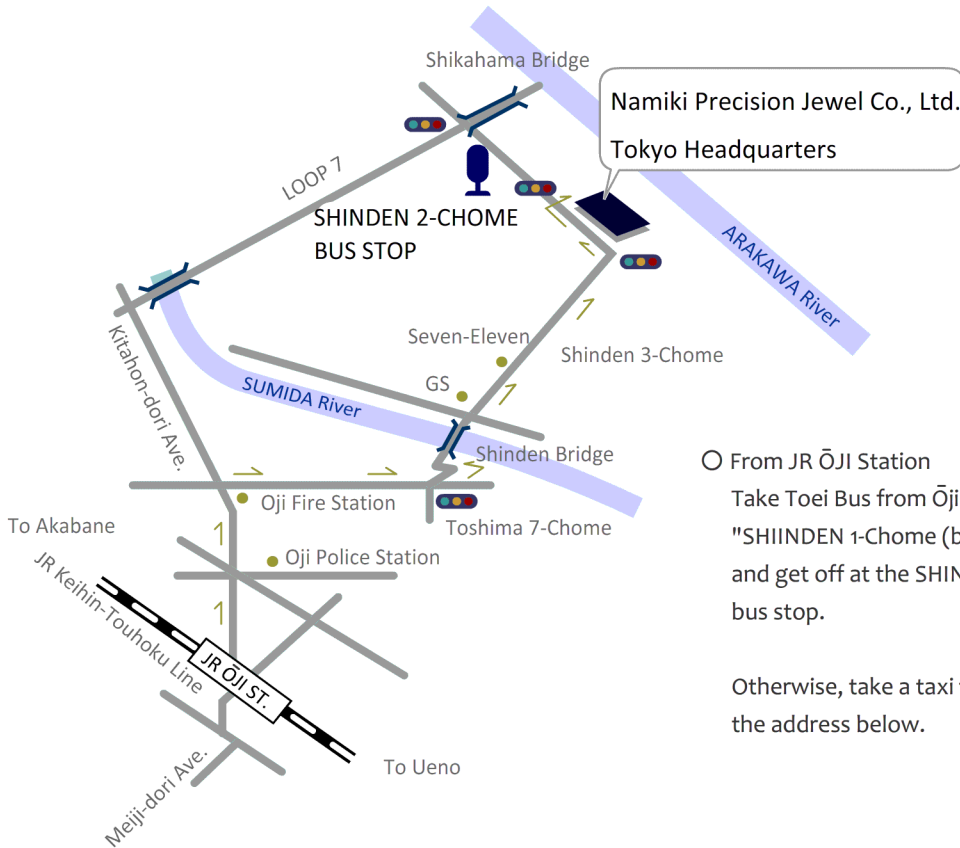 Shikahama Bridge
Namiki Precision Jewel Co., Ltd.
Tokyo Headquarters
LOOP 7
SHINDEN 2-CHOME
BUS STOP
ARAKAWA River
Kitahon-dori Ave.
Seven-Eleven
Shinden 3-Chome
GS
SUMIDA River
Shinden Bridge
Oji Fire Station
Toshima 7-Chome
To Akabane
Oji Police Station
JR Keihin-Touhoku Line
JR ŌJI ST.
To Ueno
Meiji-dori Ave.
From JR ŌJI Station
Take Toei Bus from Ōji
"SHIINDEN 1-Chome (b
and get off at the SHIN
bus stop.
Otherwise, take a taxi
the address below.